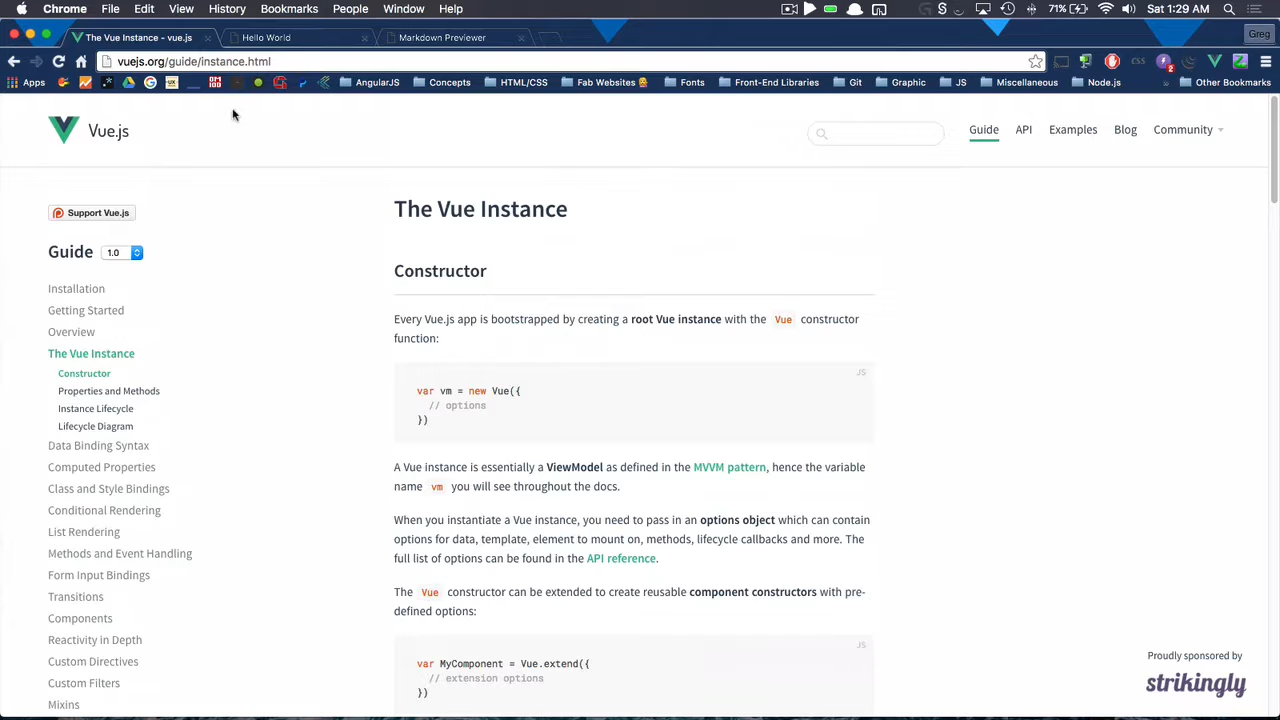 Chrome File Edit View History Bookmarks People Window Help
71% Sat 1:29 AM
The Vue Instance - vue.js Hello World Markdown Previewer Greg
vuejs.org/guide/instance.html
Apps AngularJS Concepts HTML/CSS Fab Websites Fonts Front-End Libraries Git Graphic JS Miscellaneous Node.js » Other Bookmarks
Vue.js
Guide API Examples Blog Community
Support Vue.js
Guide 1.0
Installation
Getting Started
Overview
The Vue Instance
Constructor
Properties and Methods
Instance Lifecycle
Lifecycle Diagram
Data Binding Syntax
Computed Properties
Class and Style Bindings
Conditional Rendering
List Rendering
Methods and Event Handling
Form Input Bindings
Transitions
Components
Reactivity in Depth
Custom Directives
Custom Filters
Mixins
The Vue Instance
Constructor
Every Vue.js app is bootstrapped by creating a root Vue instance with the Vue constructor
function:
JS
var vm = new Vue({
// options
})
A Vue instance is essentially a ViewModel as defined in the MVVM pattern, hence the variable
name vm you will see throughout the docs.
When you instantiate a Vue instance, you need to pass in an options object which can contain
options for data, template, element to mount on, methods, lifecycle callbacks and more. The
full list of options can be found in the API reference.
The Vue constructor can be extended to create reusable component constructors with pre-
defined options:
JS
var MyComponent = Vue.extend({
// extension options
})
Proudly sponsored by
strikingly